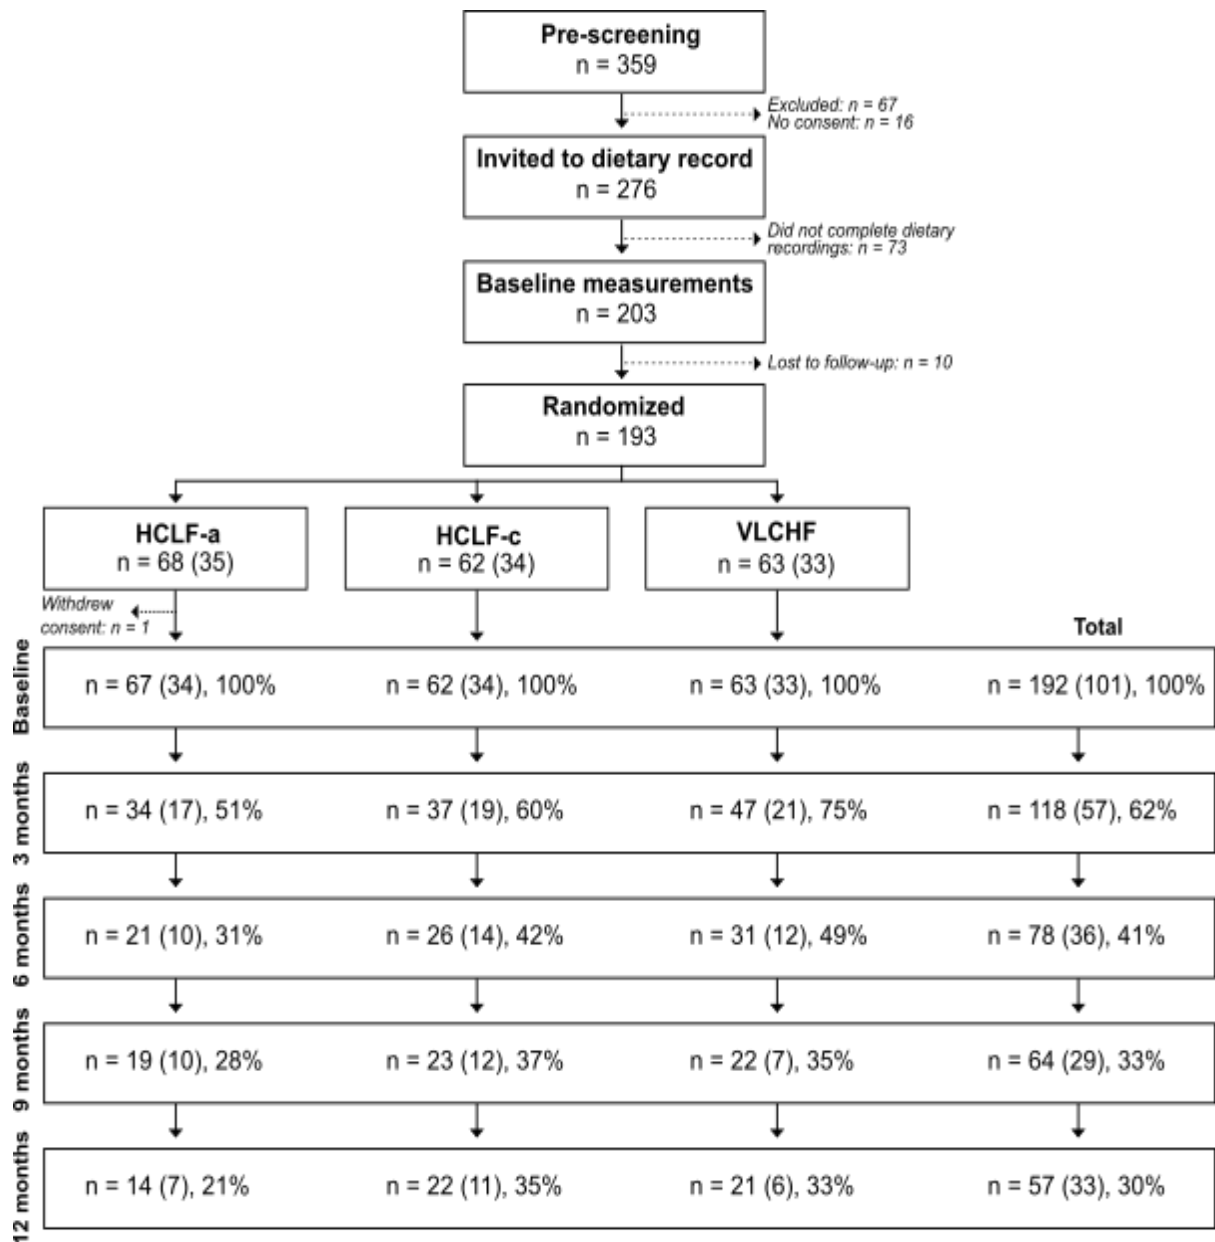 Pre-screening
n = 359
Excluded: n = 67
No consent: n = 16
Invited to dietary record
n = 276
Did not complete dietary
recordings: n = 73
Baseline measurements
n = 203
Lost to follow-up: n = 10
Randomized
n = 193
HCLF-a
n = 68 (35)
HCLF-c
n = 62 (34)
VLCHF
n = 63 (33)
Withdrew
consent: n = 1
Total
Baseline
n = 67 (34), 100%
n = 62 (34), 100%
n = 63 (33), 100%
n = 192 (101), 100%
3 months
n = 34 (17), 51%
n = 37 (19), 60%
n = 47 (21), 75%
n = 118 (57), 62%
6 months
n = 21 (10), 31%
n = 26 (14), 42%
n = 31 (12), 49%
n = 78 (36), 41%
9 months
n = 19 (10), 28%
n = 23 (12), 37%
n = 22 (7), 35%
n = 64 (29), 33%
12 months
n = 14 (7), 21%
n = 22 (11), 35%
n = 21 (6), 33%
n = 57 (33), 30%